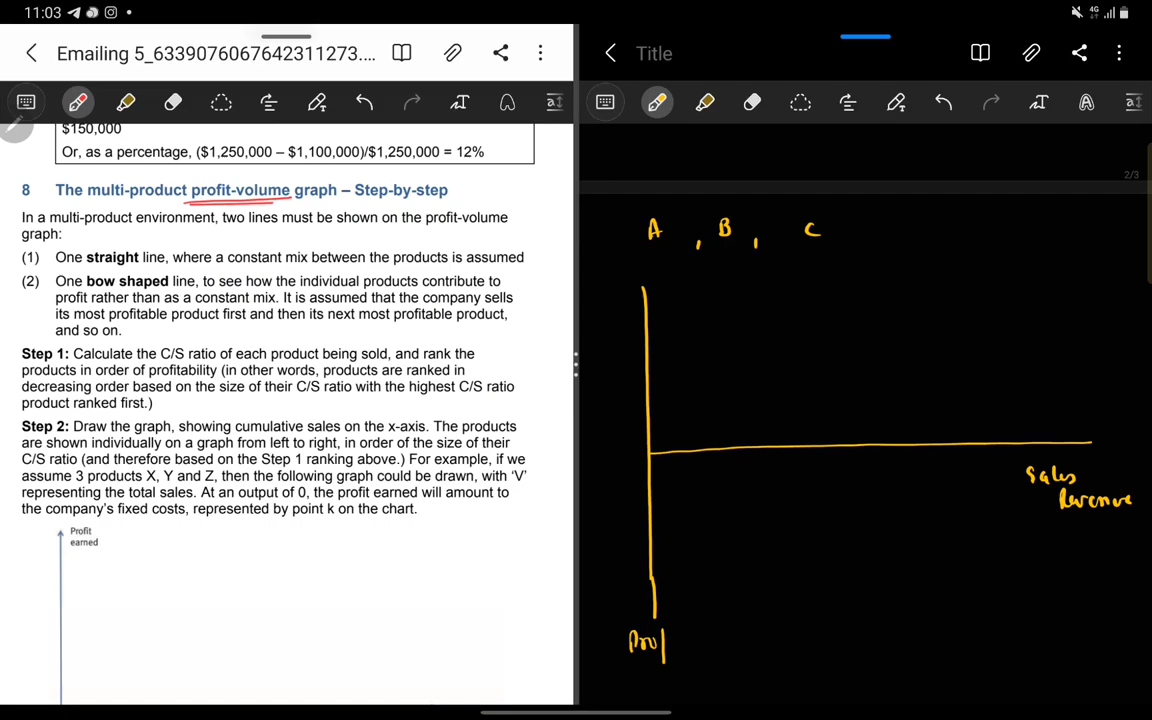 11:03
4G
Emailing 5_6339076067642311273....
Title
$150,000
Or, as a percentage, ($1,250,000 – $1,100,000)/$1,250,000 = 12%
2/3
8 The multi-product profit-volume graph – Step-by-step
In a multi-product environment, two lines must be shown on the profit-volume
graph:
(1) One straight line, where a constant mix between the products is assumed
(2) One bow shaped line, to see how the individual products contribute to
profit rather than as a constant mix. It is assumed that the company sells
its most profitable product first and then its next most profitable product,
and so on.
Step 1: Calculate the C/S ratio of each product being sold, and rank the
products in order of profitability (in other words, products are ranked in
decreasing order based on the size of their C/S ratio with the highest C/S ratio
product ranked first.)
Step 2: Draw the graph, showing cumulative sales on the x-axis. The products
are shown individually on a graph from left to right, in order of the size of their
C/S ratio (and therefore based on the Step 1 ranking above.) For example, if we
assume 3 products X, Y and Z, then the following graph could be drawn, with ‘V’
representing the total sales. At an output of 0, the profit earned will amount to
the company’s fixed costs, represented by point k on the chart.
Profit
earned
A , B , C
Sales
Revenue
Prof